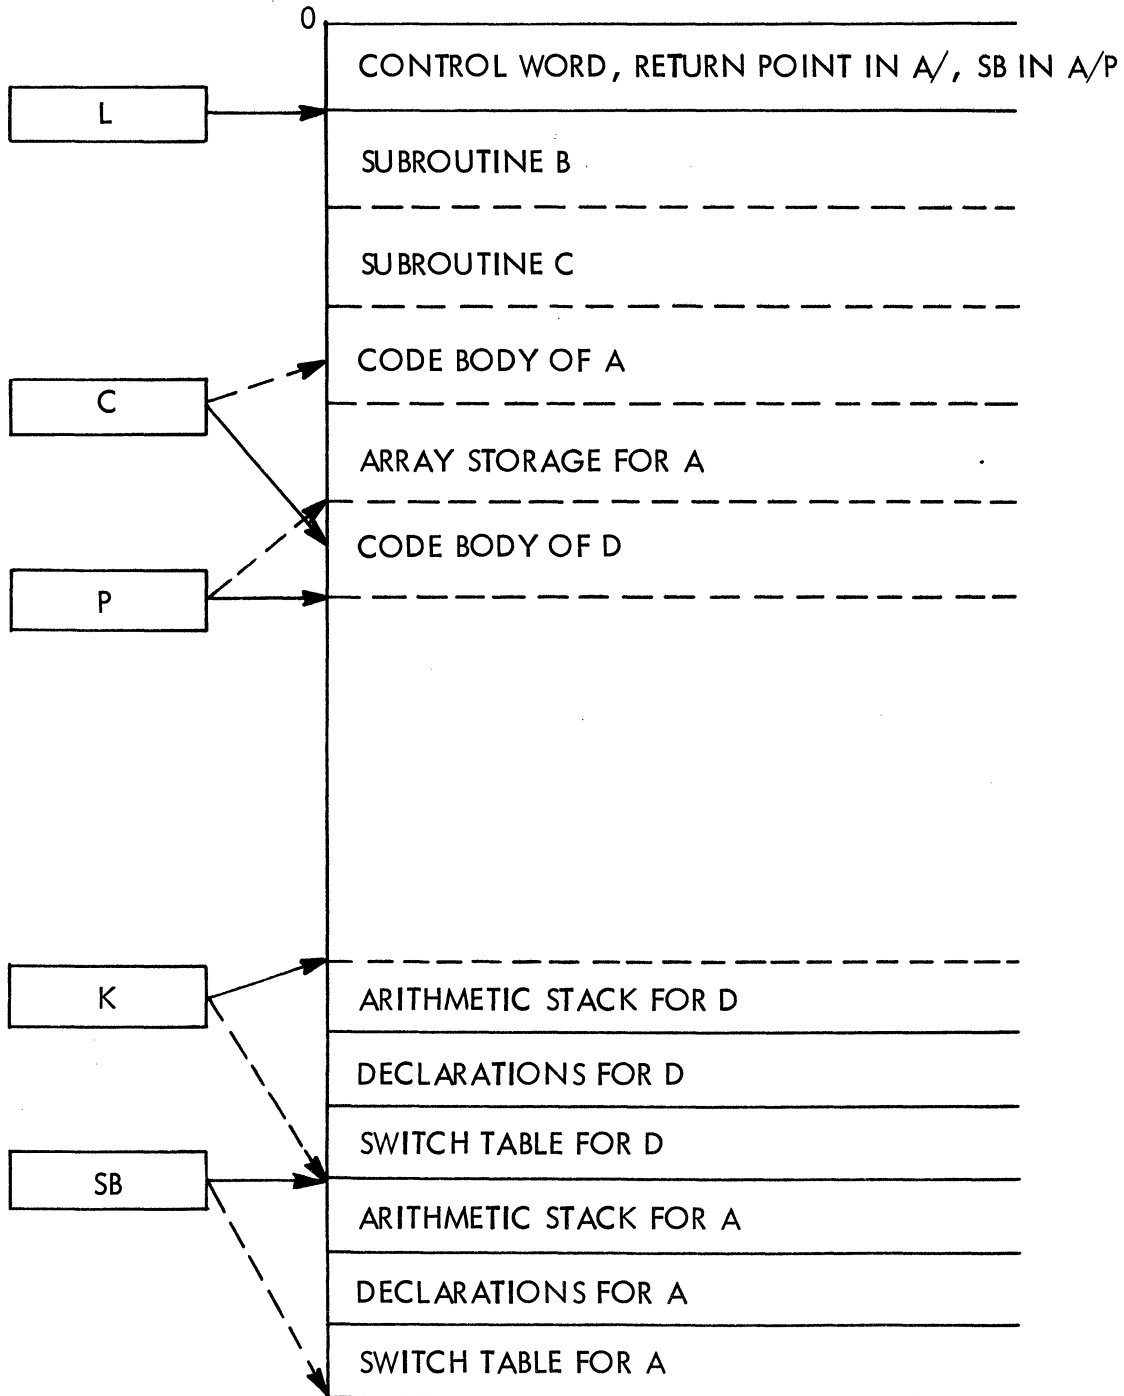 0
CONTROL WORD, RETURN POINT IN A/, SB IN A/P
L
SUBROUTINE B
SUBROUTINE C
CODE BODY OF A
C
ARRAY STORAGE FOR A
CODE BODY OF D
P
K
ARITHMETIC STACK FOR D
DECLARATIONS FOR D
SWITCH TABLE FOR D
SB
ARITHMETIC STACK FOR A
DECLARATIONS FOR A
SWITCH TABLE FOR A